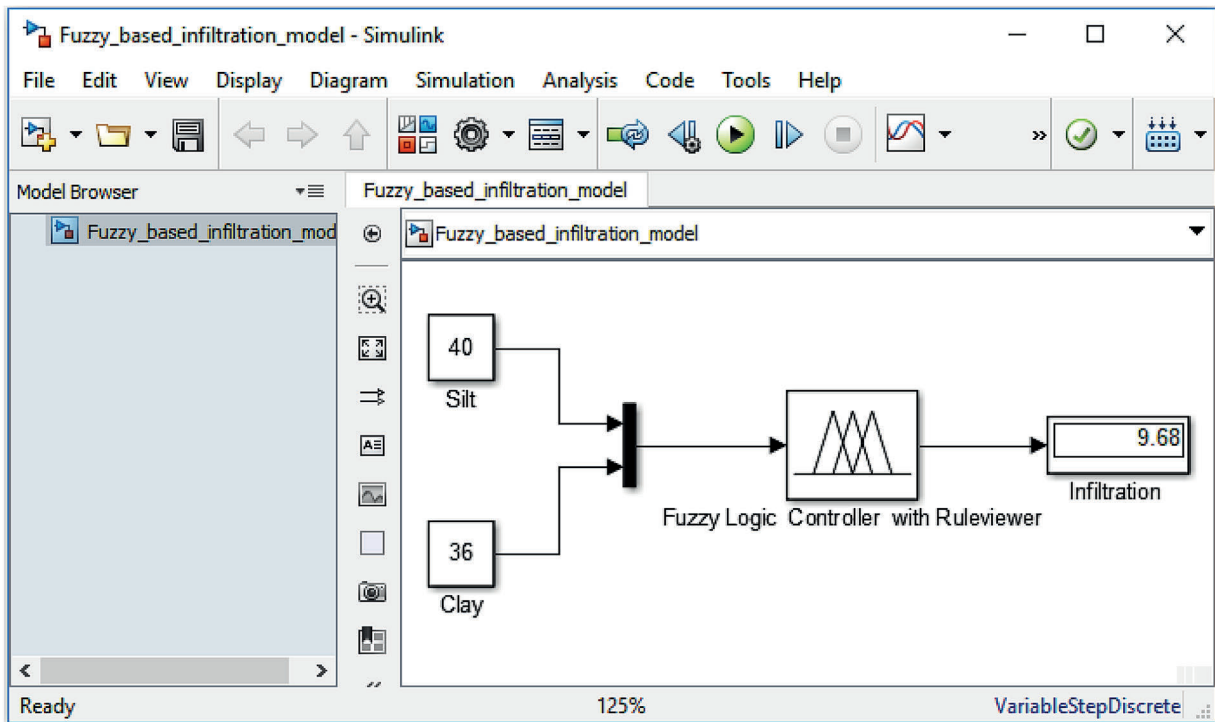 Fuzzy_based_infiltration_model - Simulink
File Edit View Display Diagram Simulation Analysis Code Tools Help
»
Model Browser
Fuzzy_based_infiltration_model
Fuzzy_based_infiltration_mod
Fuzzy_based_infiltration_model
40
Silt
36
Clay
Fuzzy Logic Controller with Ruleviewer
9.68
Infiltration
Ready 125% VariableStepDiscrete